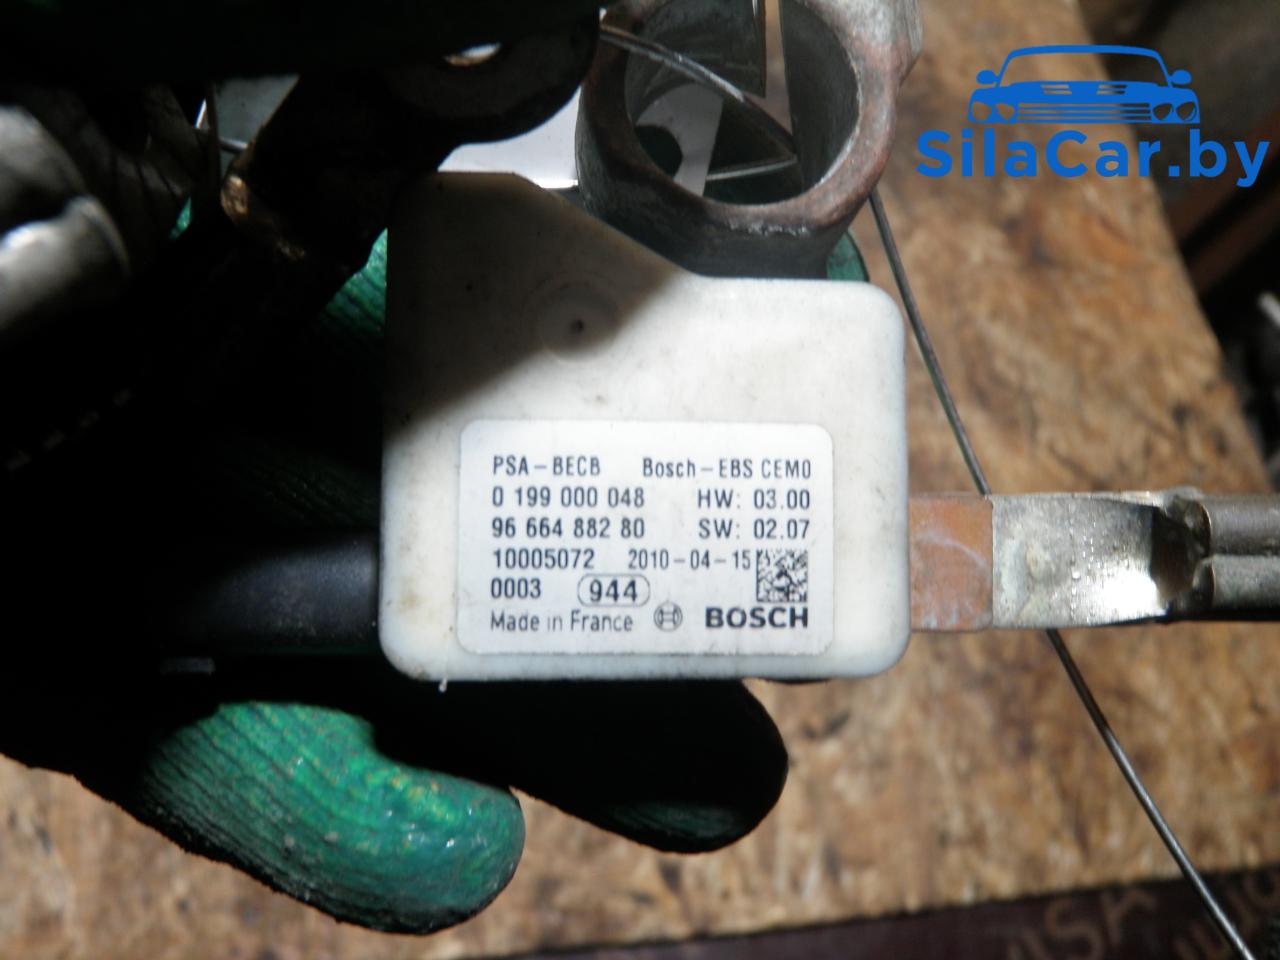 SilaCar.by
PSA-BECB Bosch-EBS CEM0
0 199 000 048 HW: 03.00
96 664 882 80 SW: 02.07
10005072 2010-04-15
0003 944
Made in France BOSCH